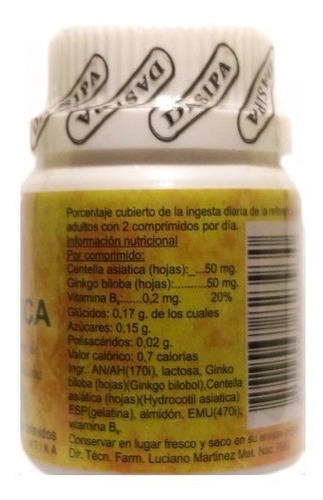 DASIPA
DASIPA
DASIPA
DASIPA
Porcentaje cubierto de la ingesta diaria de la
adultos con 2 comprimidos por día.
Información nutricional
Por comprimido:
Centella asiatica (hojas):_...50 mg.
Ginkgo biloba (hojas):..........50 mg.
Vitamina B₆:......0,2 mg. 20%
Glúcidos: 0,17 g. de los cuales
Azúcares: 0,15 g.
Polisacáridos: 0,02 g.
Valor calórico: 0,7 calorías
Ingr.: AN/AH(170i), lactosa, Ginko
biloba (hojas)(Ginkgo bilobol),Centella
asiática (hojas)(Hydrocotil asiatica)
ESP(gelatina), almidón, EMU(470i),
vitamina B₆.
Conservar en lugar fresco y seco en su envase
Dir. Técn. Farm. Luciano Martinez Mat. Nac.
CA